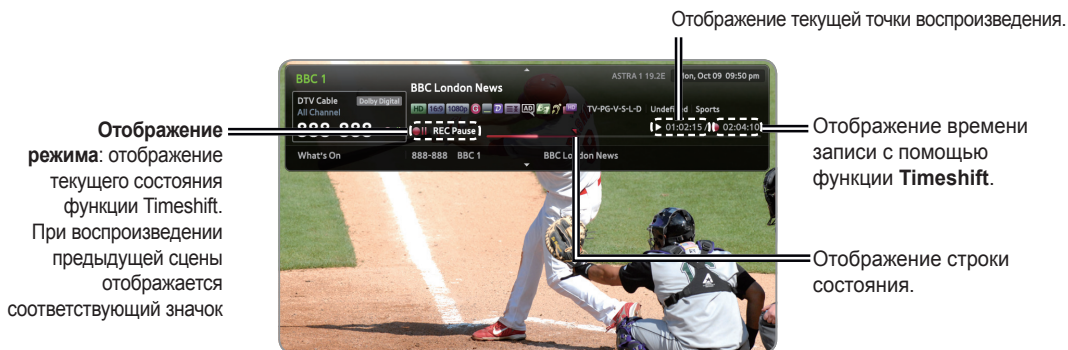 Отображение текущей точки воспроизведения.
BBC 1
ASTRA 1 19.2E
on, Oct 09 09:50 pm
BBC London News
DTV Cable Dolby Digital
All Channel
HD 16:9 1080p G D AD TV-PG-V-S-L-D Undefined Sports
888-888
REC Pause
01:02:15 / 02:04:10
What's On 888-888 BBC 1 BBC London News
Отображение
режима: отображение
текущего состояния
функции Timeshift.
При воспроизведении
предыдущей сцены
отображается
соответствующий значок
Отображение времени
записи с помощью
функции Timeshift.
Отображение строки
состояния.